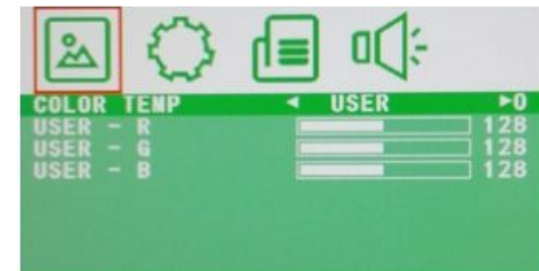 COLOR TEMP ◄ USER ►0
USER - R 128
USER - G 128
USER - B 128